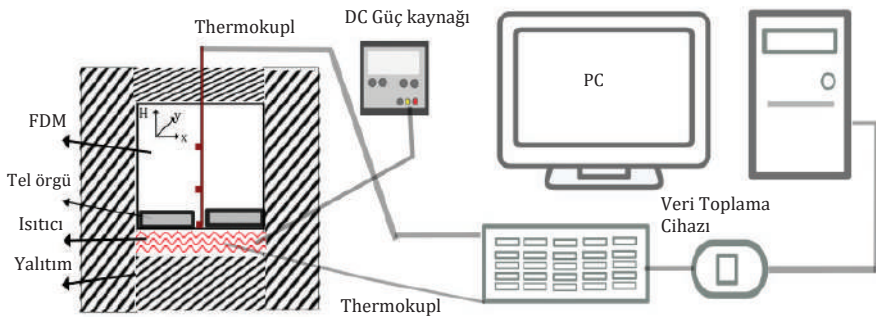 Thermokupl
DC Güç kaynağı
PC
FDM
H
y
x
Tel örgü
Isıtıcı
Yalıtım
Veri Toplama
Cihazı
Thermokupl